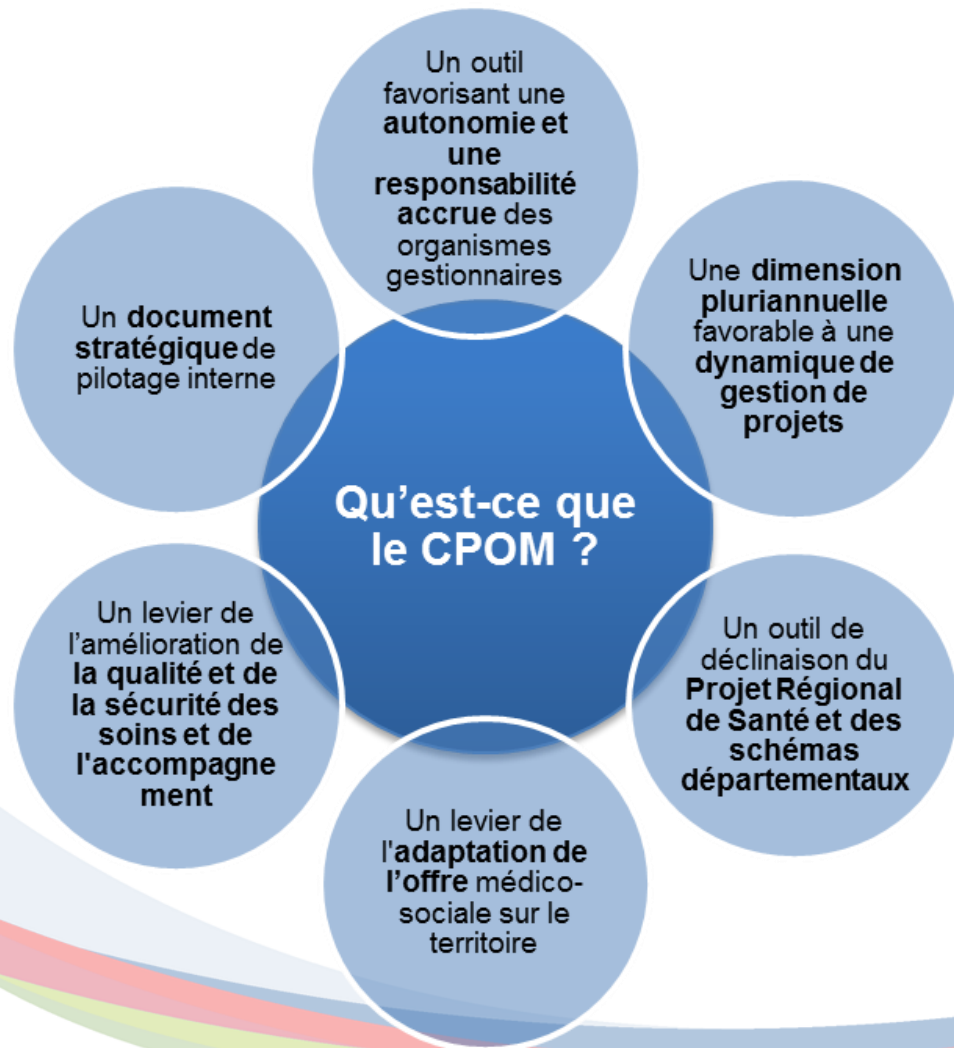 Un outil
favorisant une
autonomie et
une
responsabilité
accrue des
organismes
gestionnaires
Une dimension
pluriannuelle
favorable à une
dynamique de
gestion de
projets
Un outil de
déclinaison du
Projet Régional
de Santé et des
schémas
départementaux
Un levier de
l'adaptation de
l’offre médico-
sociale sur le
territoire
Un levier de
l’amélioration de
la qualité et de
la sécurité des
soins et de
l'accompagne
ment
Un document
stratégique de
pilotage interne
Qu’est-ce que
le CPOM ?